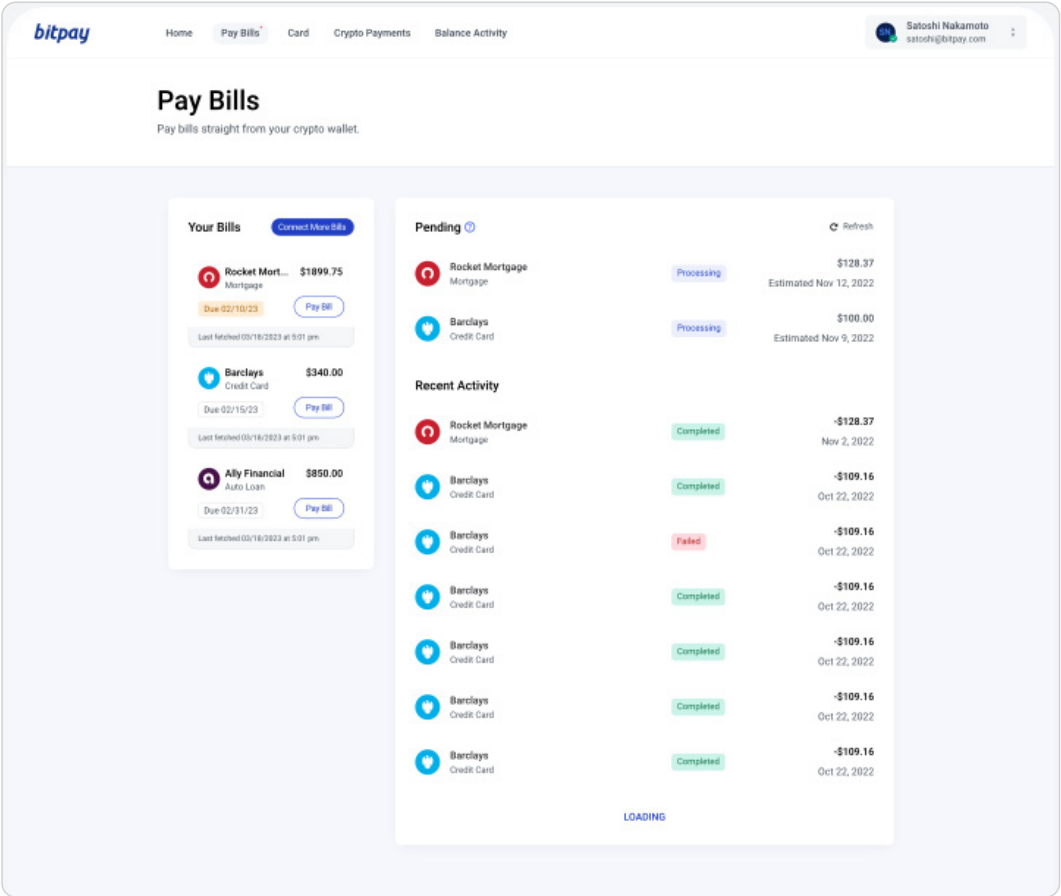 bitpay
Home Pay Bills Card Crypto Payments Balance Activity
SN
Satoshi Nakamoto
satoshi@bitpay.com
Pay Bills
Pay bills straight from your crypto wallet.
Your Bills Connect More Bills
Rocket Mort... $1899.75
Mortgage
Due 02/10/23 Pay Bill
Last fetched 03/18/2023 at 5:01 pm
Barclays $340.00
Credit Card
Due 02/15/23 Pay Bill
Last fetched 03/18/2023 at 5:01 pm
Ally Financial $850.00
Auto Loan
Due 02/31/23 Pay Bill
Last fetched 03/18/2023 at 5:01 pm
Pending ? Refresh
Rocket Mortgage Processing $128.37
Mortgage Estimated Nov 12, 2022
Barclays Processing $100.00
Credit Card Estimated Nov 9, 2022
Recent Activity
Rocket Mortgage Completed -$128.37
Mortgage Nov 2, 2022
Barclays Completed -$109.16
Credit Card Oct 22, 2022
Barclays Failed -$109.16
Credit Card Oct 22, 2022
Barclays Completed -$109.16
Credit Card Oct 22, 2022
Barclays Completed -$109.16
Credit Card Oct 22, 2022
Barclays Completed -$109.16
Credit Card Oct 22, 2022
Barclays Completed -$109.16
Credit Card Oct 22, 2022
LOADING